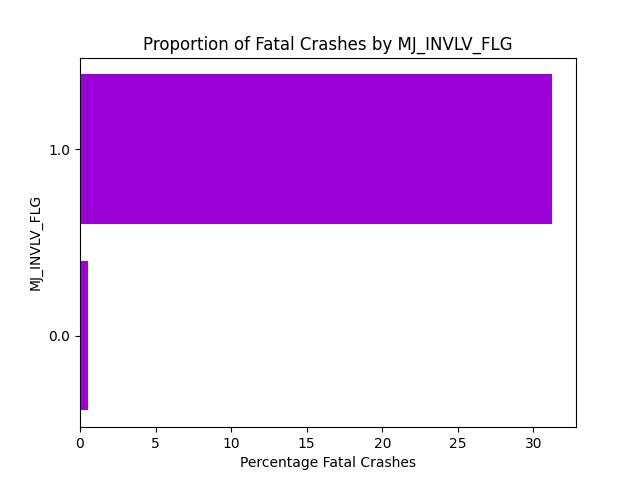 Proportion of Fatal Crashes by MJ_INVLV_FLG
MJ_INVLV_FLG
1.0
0.0
0 5 10 15 20 25 30
Percentage Fatal Crashes